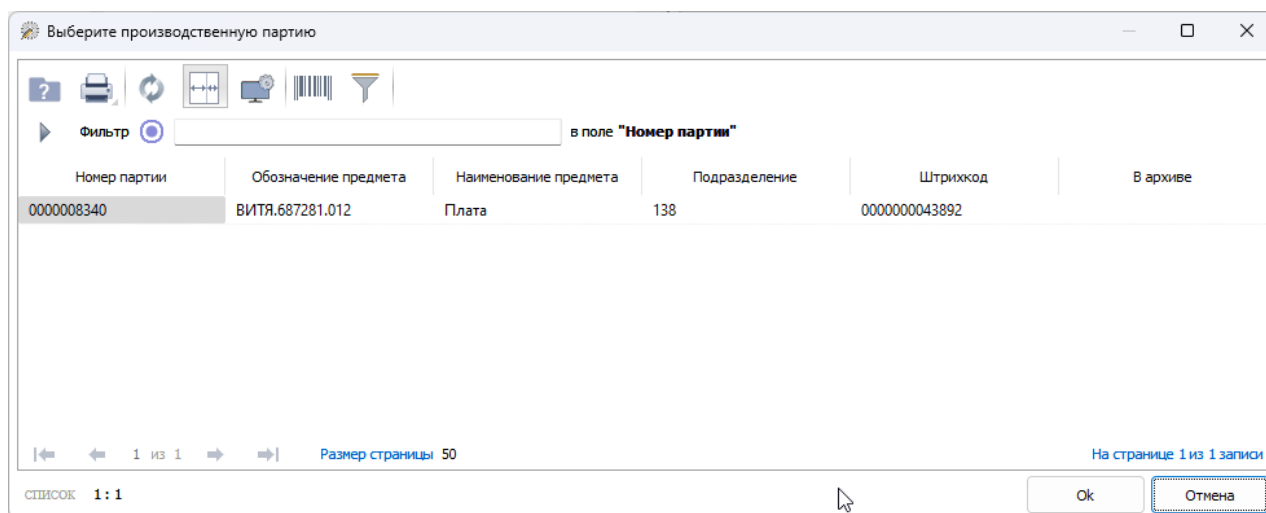 Выберите производственную партию
Фильтр в поле "Номер партии"
Номер партии Обозначение предмета Наименование предмета Подразделение Штрихкод В архиве
0000008340 ВИТЯ.687281.012 Плата 138 0000000043892
1 из 1 Размер страницы 50 На странице 1 из 1 записи
СПИСОК 1:1 Ok Отмена